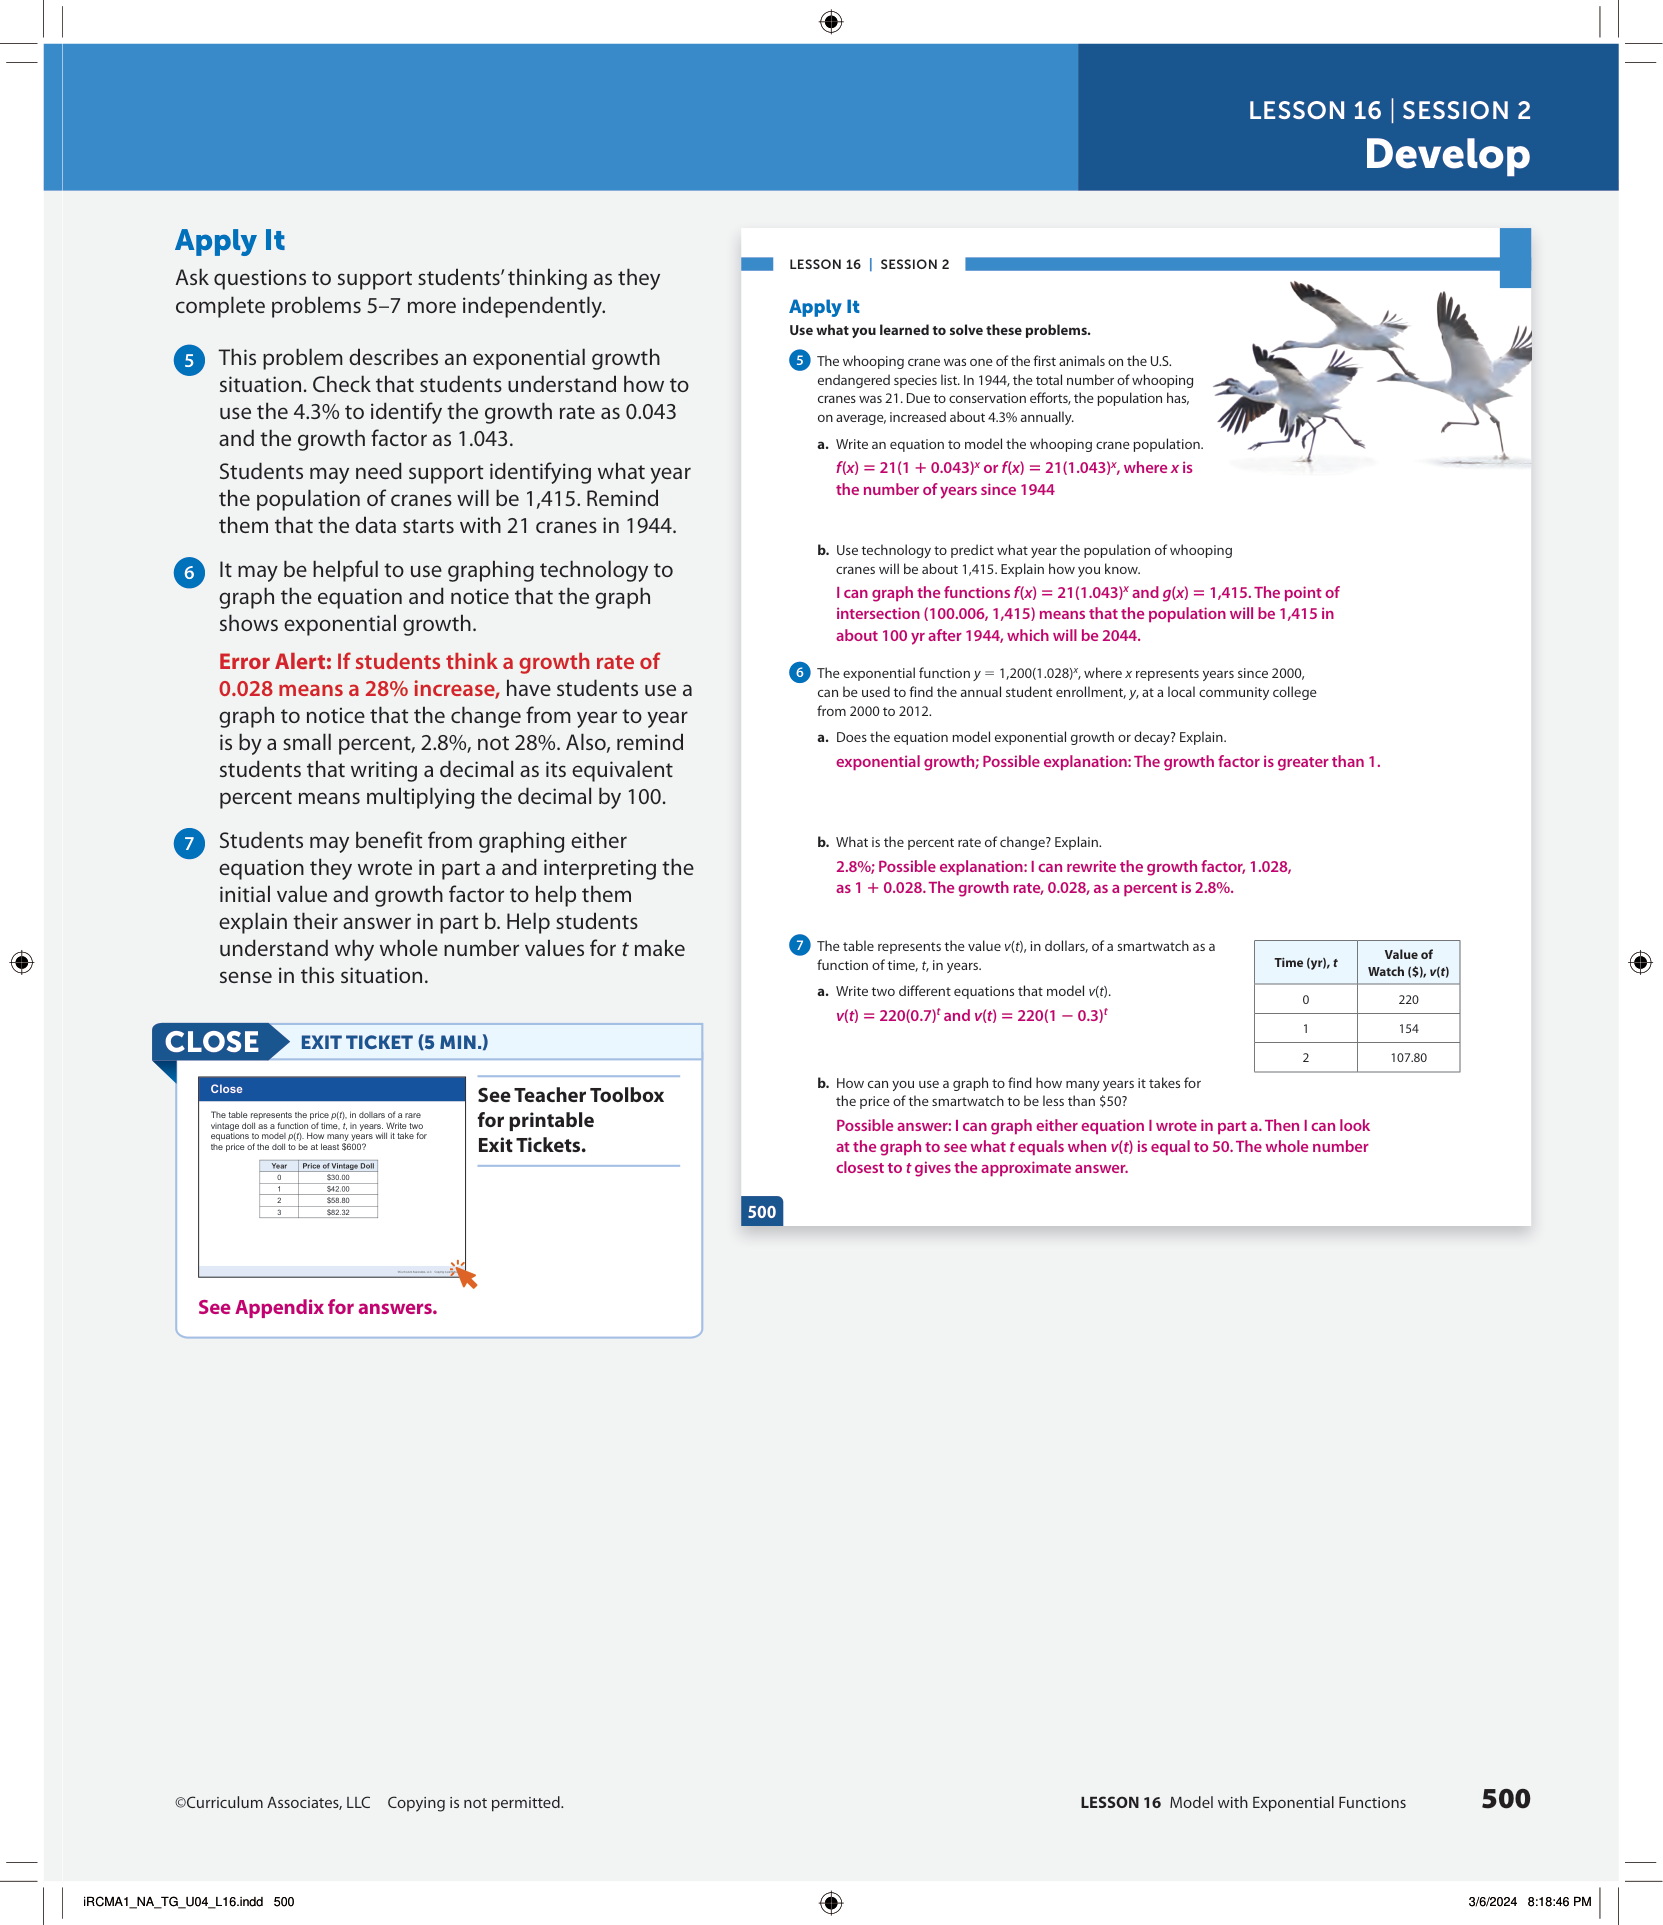 LESSON 16 | SESSION 2
Develop
Apply It
Ask questions to support students’ thinking as they
complete problems 5–7 more independently.
5 This problem describes an exponential growth
situation. Check that students understand how to
use the 4.3% to identify the growth rate as 0.043
and the growth factor as 1.043.
Students may need support identifying what year
the population of cranes will be 1,415. Remind
them that the data starts with 21 cranes in 1944.
6 It may be helpful to use graphing technology to
graph the equation and notice that the graph
shows exponential growth.
Error Alert: If students think a growth rate of
0.028 means a 28% increase, have students use a
graph to notice that the change from year to year
is by a small percent, 2.8%, not 28%. Also, remind
students that writing a decimal as its equivalent
percent means multiplying the decimal by 100.
7 Students may benefit from graphing either
equation they wrote in part a and interpreting the
initial value and growth factor to help them
explain their answer in part b. Help students
understand why whole number values for t make
sense in this situation.
CLOSE EXIT TICKET (5 MIN.)
Close
The table represents the price p(t), in dollars of a rare
vintage doll as a function of time, t, in years. Write two
equations to model p(t). How many years will it take for
the price of the doll to be at least $600?
Year Price of Vintage Doll
0 $30.00
1 $42.00
2 $58.80
3 $82.32
See Teacher Toolbox
for printable
Exit Tickets.
See Appendix for answers.
LESSON 16 | SESSION 2
Apply It
Use what you learned to solve these problems.
5 The whooping crane was one of the first animals on the U.S.
endangered species list. In 1944, the total number of whooping
cranes was 21. Due to conservation efforts, the population has,
on average, increased about 4.3% annually.
a. Write an equation to model the whooping crane population.
f(x) = 21(1 + 0.043)ˣ or f(x) = 21(1.043)ˣ, where x is
the number of years since 1944
b. Use technology to predict what year the population of whooping
cranes will be about 1,415. Explain how you know.
I can graph the functions f(x) = 21(1.043)ˣ and g(x) = 1,415. The point of
intersection (100.006, 1,415) means that the population will be 1,415 in
about 100 yr after 1944, which will be 2044.
6 The exponential function y = 1,200(1.028)ˣ, where x represents years since 2000,
can be used to find the annual student enrollment, y, at a local community college
from 2000 to 2012.
a. Does the equation model exponential growth or decay? Explain.
exponential growth; Possible explanation: The growth factor is greater than 1.
b. What is the percent rate of change? Explain.
2.8%; Possible explanation: I can rewrite the growth factor, 1.028,
as 1 + 0.028. The growth rate, 0.028, as a percent is 2.8%.
7 The table represents the value v(t), in dollars, of a smartwatch as a
function of time, t, in years.
a. Write two different equations that model v(t).
v(t) = 220(0.7)ᵗ and v(t) = 220(1 − 0.3)ᵗ
Time (yr), t Value of Watch ($), v(t)
0 220
1 154
2 107.80
b. How can you use a graph to find how many years it takes for
the price of the smartwatch to be less than $50?
Possible answer: I can graph either equation I wrote in part a. Then I can look
at the graph to see what t equals when v(t) is equal to 50. The whole number
closest to t gives the approximate answer.
500
©Curriculum Associates, LLC Copying is not permitted.
LESSON 16 Model with Exponential Functions 500
iRCMA1_NA_TG_U04_L16.indd 500
3/6/2024 8:18:46 PM